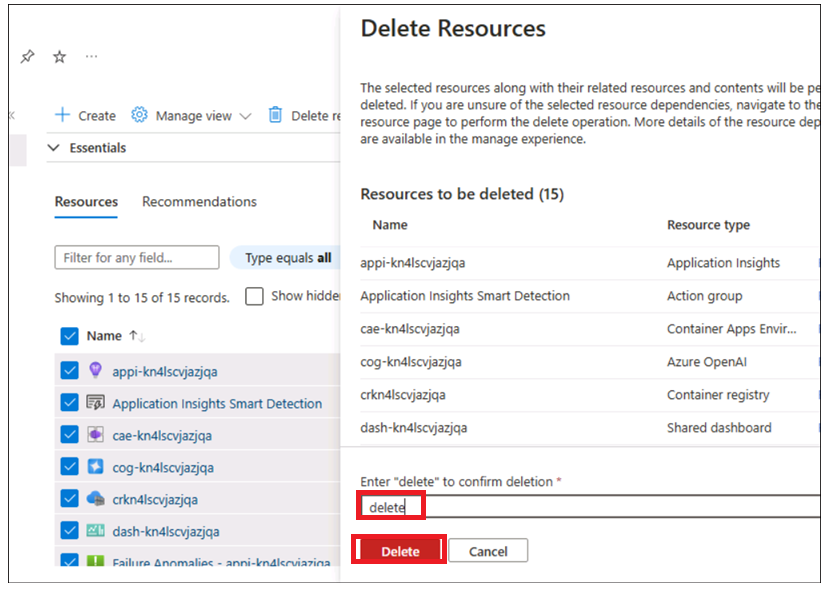 Delete Resources
The selected resources along with their related resources and contents will be pe
deleted. If you are unsure of the selected resource dependencies, navigate to the
resource page to perform the delete operation. More details of the resource dep
are available in the manage experience.
Create
Manage view
Delete re
Essentials
Resources
Recommendations
Filter for any field...
Type equals all
Showing 1 to 15 of 15 records.
Show hidde
Name
appi-kn4lscvjazjqa
Application Insights Smart Detection
cae-kn4lscvjazjqa
cog-kn4lscvjazjqa
crkn4lscvjazjqa
dash-kn4lscvjazjqa
Failure Anomalies - appi-kn4lscvjazjqa
Resources to be deleted (15)
Name Resource type
appi-kn4lscvjazjqa Application Insights
Application Insights Smart Detection Action group
cae-kn4lscvjazjqa Container Apps Envir...
cog-kn4lscvjazjqa Azure OpenAI
crkn4lscvjazjqa Container registry
dash-kn4lscvjazjqa Shared dashboard
Enter "delete" to confirm deletion *
delete
Delete
Cancel